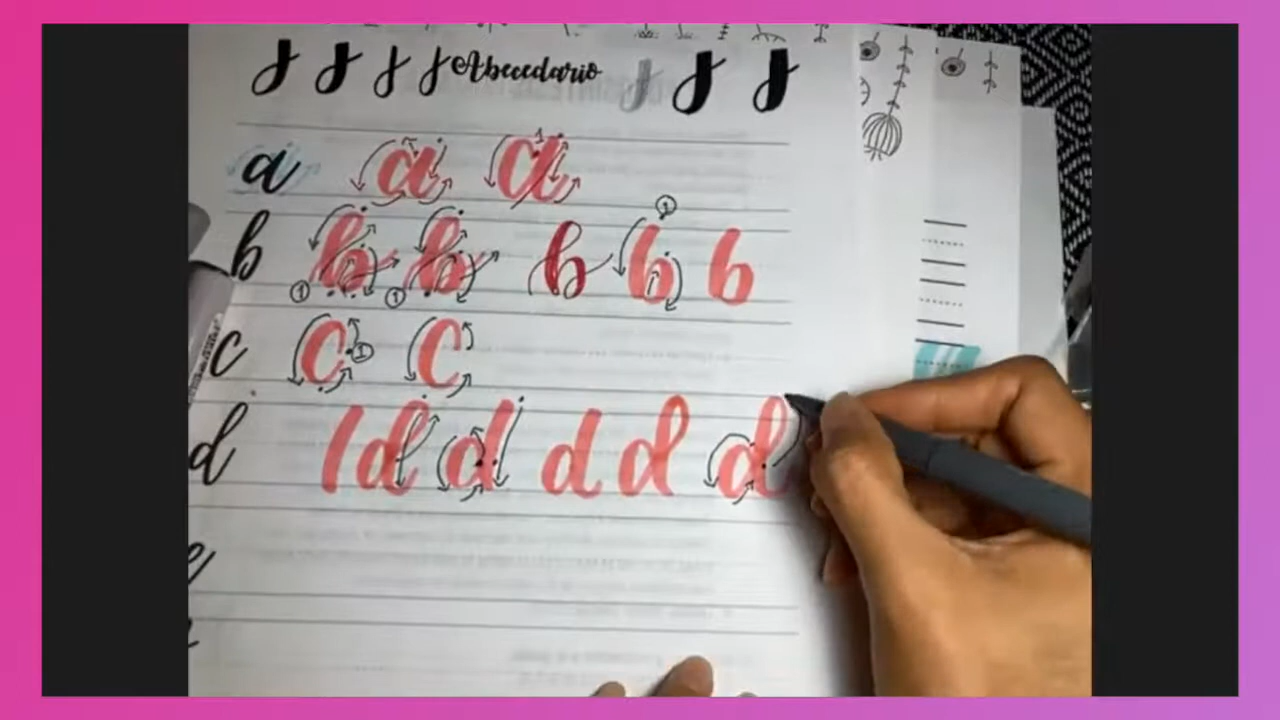 Abecedario
a a a
b b b b b b
c c c
d l d d d d d
e